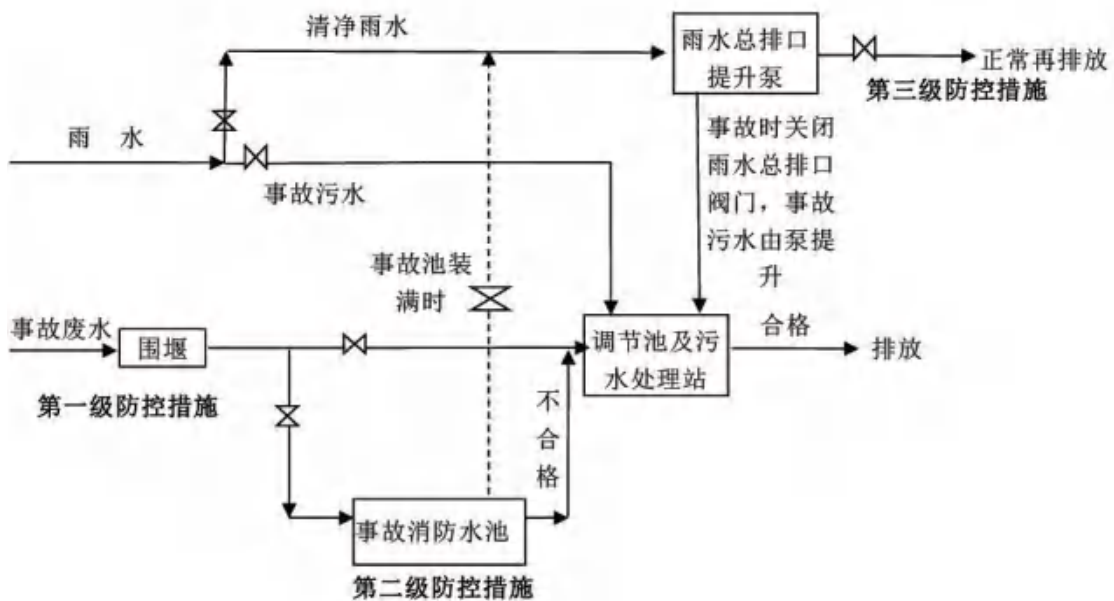 清净雨水
雨水总排口
提升泵
正常再排放
第三级防控措施
雨 水
事故污水
事故时关闭
雨水总排口
阀门，事故
污水由泵提
升
事故池装
满时
事故废水
围堰
第一级防控措施
调节池及污
水处理站
合格
排放
不
合
格
事故消防水池
第二级防控措施